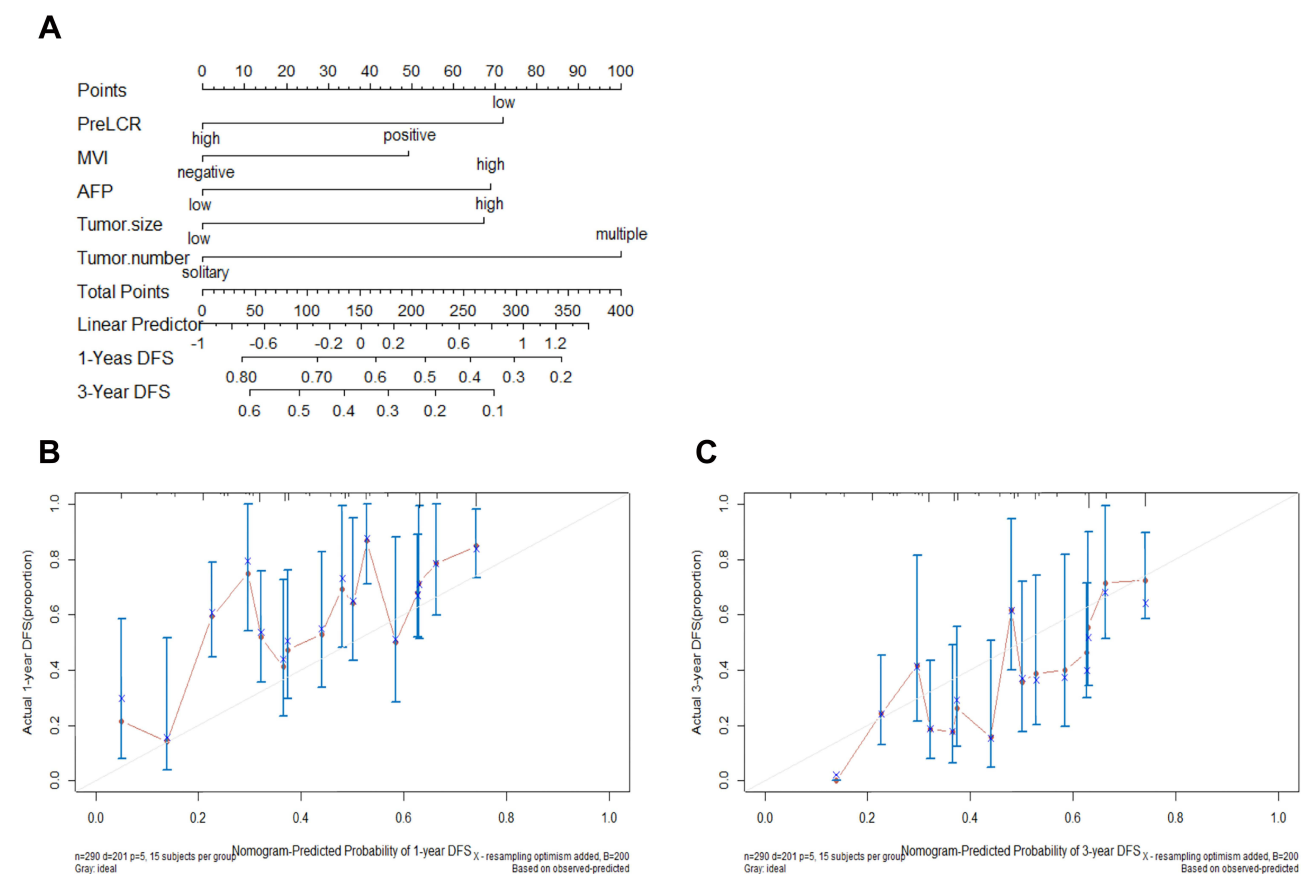 A
0 10 20 30 40 50 60 70 80 90 100
Points
low
PreLCR
high positive
MVI
negative high
AFP
low high
Tumor.size
low multiple
Tumor.number
solitary
Total Points
0 50 100 150 200 250 300 350 400
Linear Predictor
-1 -0.6 -0.2 0 0.2 0.6 1 1.2
1-Yeas DFS
0.80 0.70 0.6 0.5 0.4 0.3 0.2
3-Year DFS
0.6 0.5 0.4 0.3 0.2 0.1
B
Actual 1-year DFS(proportion)
1.0
0.8
0.6
0.4
0.2
0.0
0.0 0.2 0.4 0.6 0.8 1.0
Nomogram-Predicted Probability of 1-year DFS
n=290 d=201 p=5, 15 subjects per group
Gray: ideal
X - resampling optimism added, B=200
Based on observed-predicted
C
Actual 3-year DFS(proportion)
1.0
0.8
0.6
0.4
0.2
0.0
0.0 0.2 0.4 0.6 0.8 1.0
Nomogram-Predicted Probability of 3-year DFS
n=290 d=201 p=5, 15 subjects per group
Gray: ideal
X - resampling optimism added, B=200
Based on observed-predicted